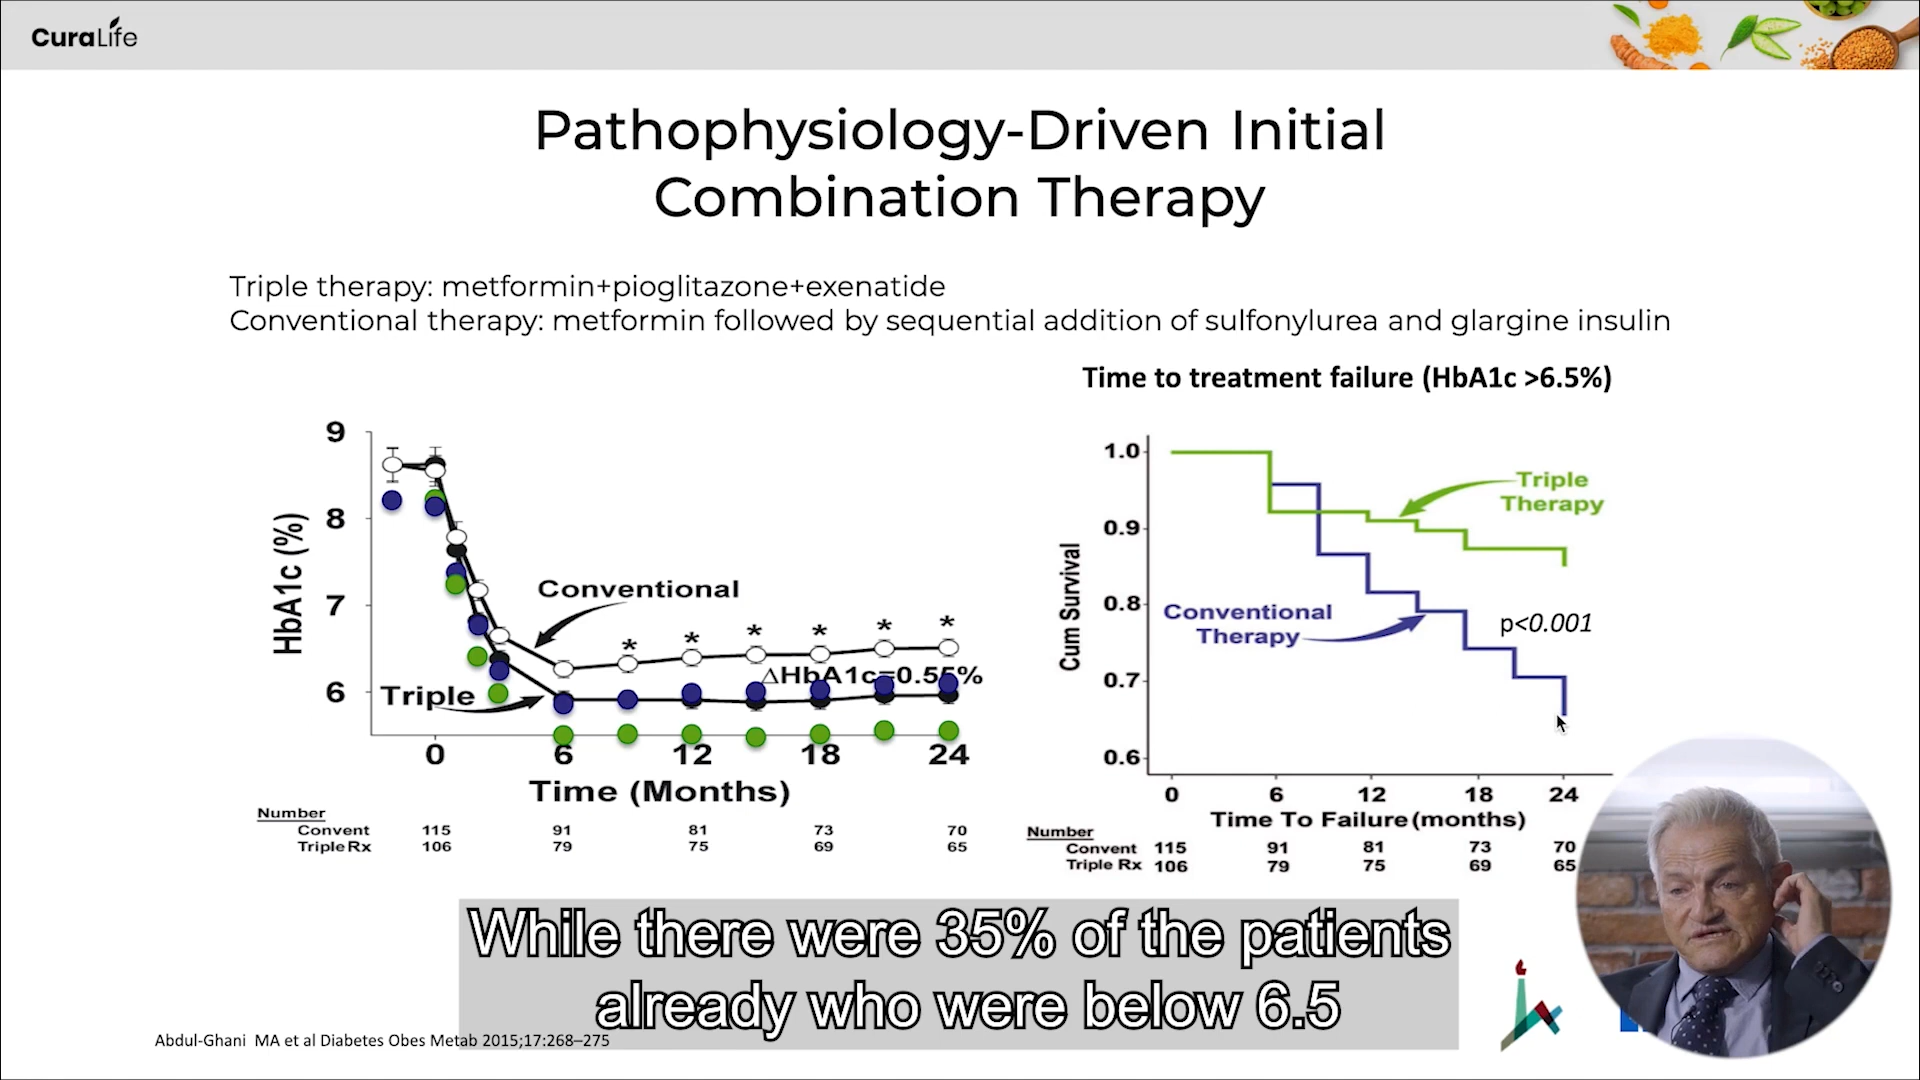 CuraLife
Pathophysiology-Driven Initial
Combination Therapy
Triple therapy: metformin+pioglitazone+exenatide
Conventional therapy: metformin followed by sequential addition of sulfonylurea and glargine insulin
HbA1c (%)
9
8
7
6
Conventional
Triple
* * * * * *
ΔHbA1c=0.55%
0 6 12 18 24
Time (Months)
Number
Convent 115 91 81 73 70
Triple Rx 106 79 75 69 65
Time to treatment failure (HbA1c >6.5%)
Cum Survival
1.0
0.9
0.8
0.7
0.6
Triple
Therapy
Conventional
Therapy
p<0.001
0 6 12 18 24
Time To Failure (months)
Number
Convent 115 91 81 73 70
Triple Rx 106 79 75 69 65
While there were 35% of the patients
already who were below 6.5
Abdul-Ghani MA et al Diabetes Obes Metab 2015;17:268–275